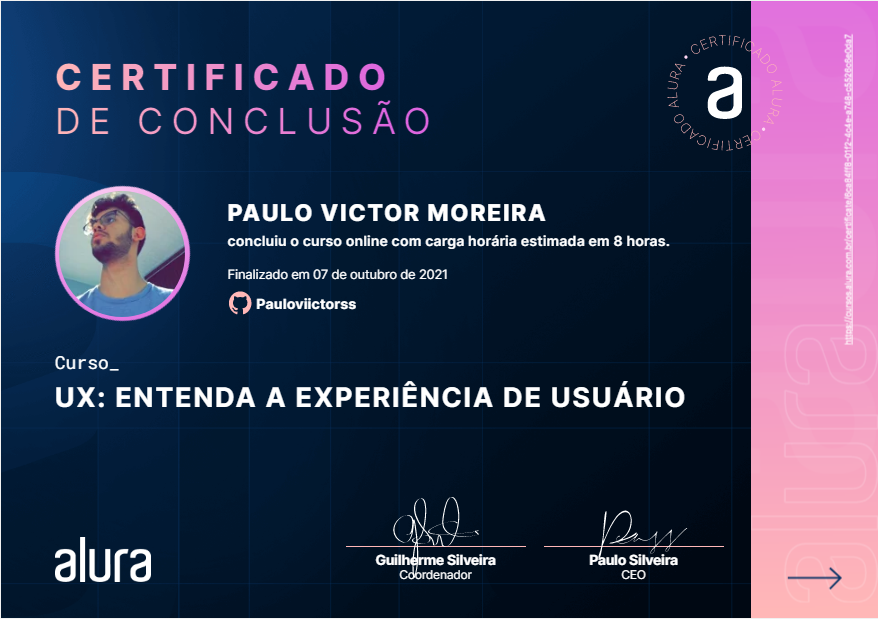 CERTIFICADO
DE CONCLUSÃO
CERTIFICADO ALURA • CERTIFICADO ALURA •
a
PAULO VICTOR MOREIRA
concluiu o curso online com carga horária estimada em 8 horas.
Finalizado em 07 de outubro de 2021
Pauloviictorss
Curso_
UX: ENTENDA A EXPERIÊNCIA DE USUÁRIO
alura
Guilherme Silveira
Coordenador
Paulo Silveira
CEO
alura